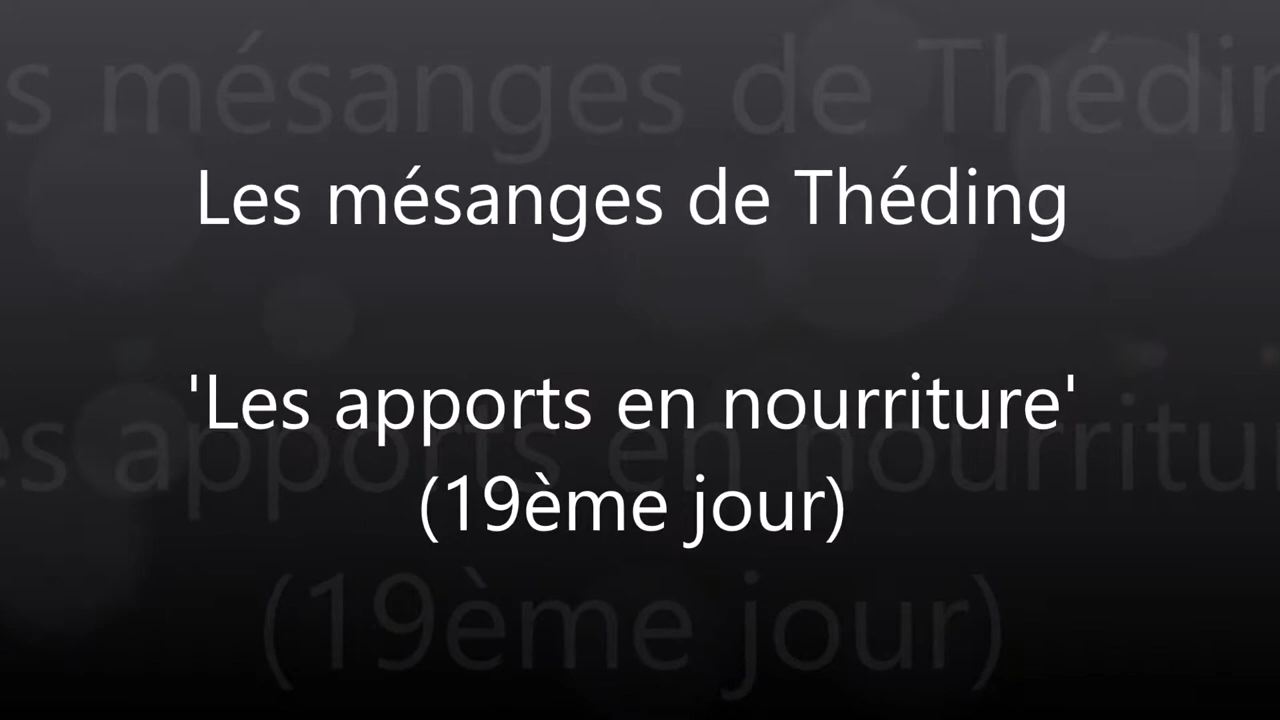 Les mésanges de Théding
'Les apports en nourriture'
(19ème jour)